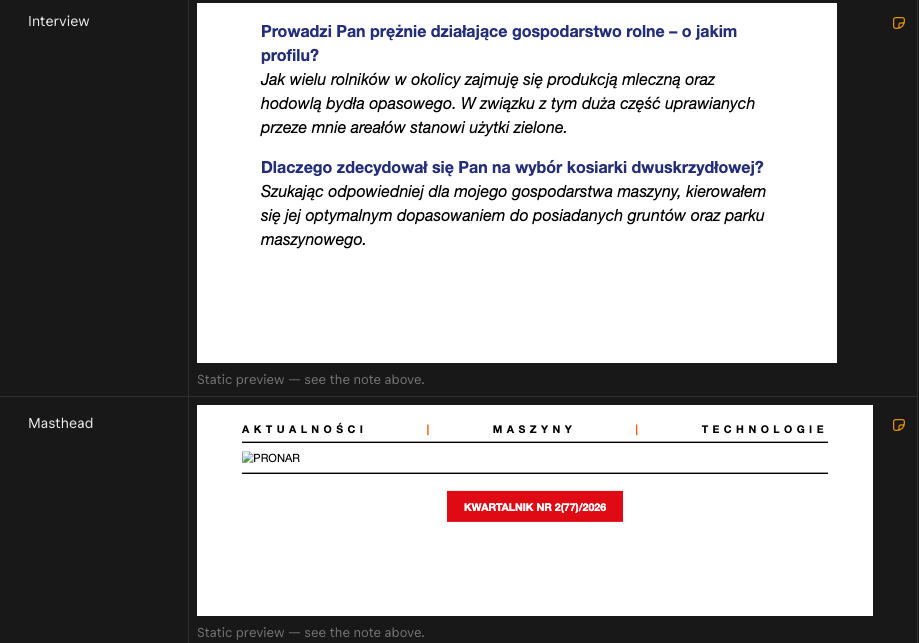 Interview
Prowadzi Pan prężnie działające gospodarstwo rolne – o jakim
profilu?
Jak wielu rolników w okolicy zajmuję się produkcją mleczną oraz
hodowlą bydła opasowego. W związku z tym duża część uprawianych
przeze mnie areałów stanowi użytki zielone.
Dlaczego zdecydował się Pan na wybór kosiarki dwuskrzydłowej?
Szukając odpowiedniej dla mojego gospodarstwa maszyny, kierowałem
się jej optymalnym dopasowaniem do posiadanych gruntów oraz parku
maszynowego.
Static preview — see the note above.
Masthead
AKTUALNOŚCI | MASZYNY | TECHNOLOGIE
PRONAR
KWARTALNIK NR 2(77)/2026
Static preview — see the note above.